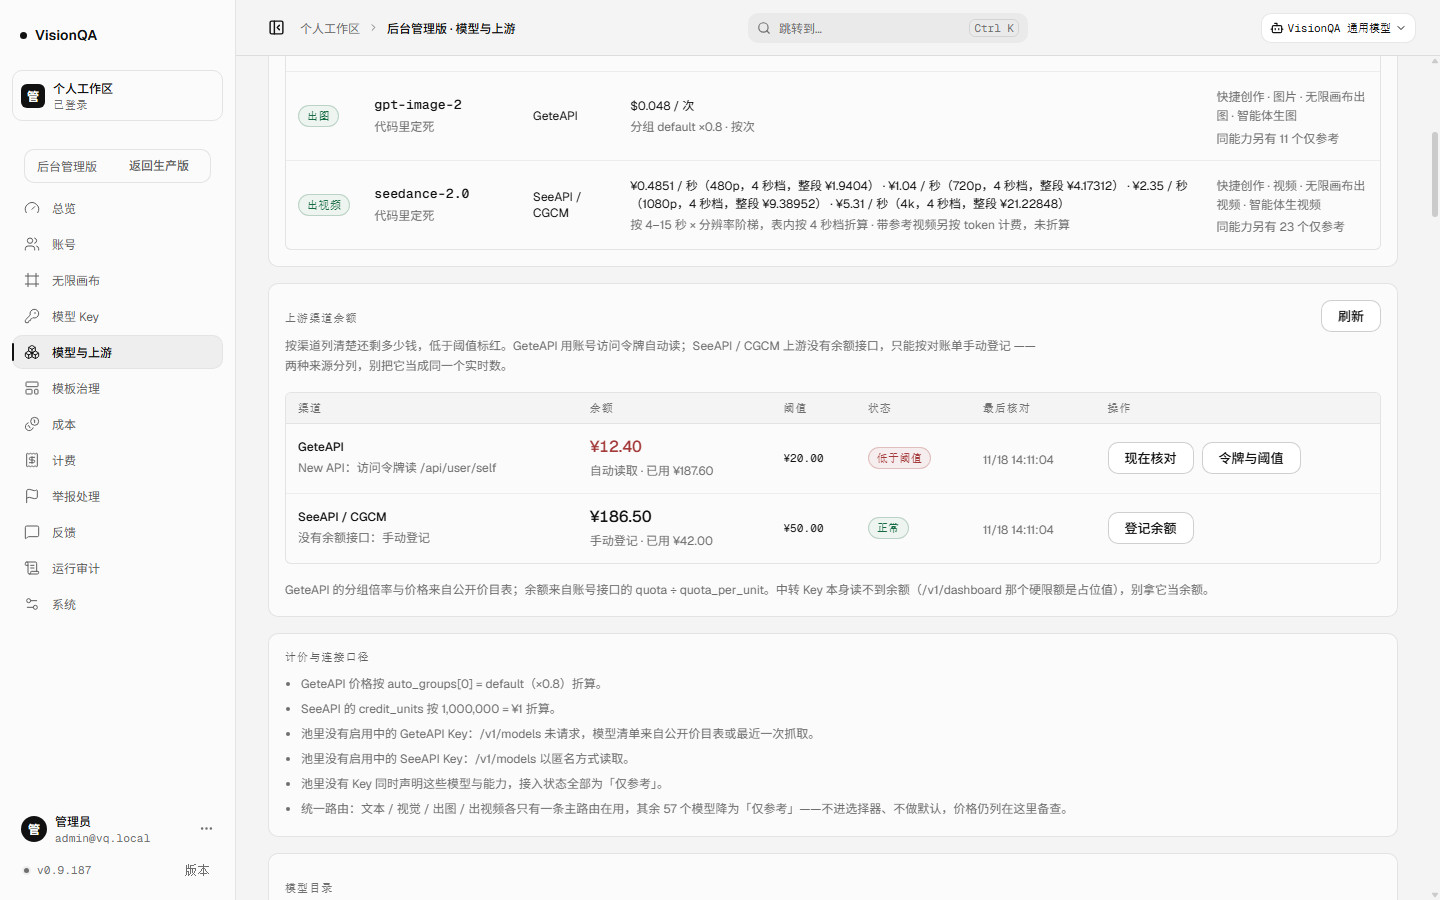 VisionQA
管
个人工作区
已登录
后台管理版
返回生产版
总览
账号
无限画布
模型 Key
模型与上游
模板治理
成本
计费
举报处理
反馈
运行审计
系统
管
管理员
admin@vq.local
v0.9.187
版本
个人工作区
后台管理版 · 模型与上游
跳转到...
Ctrl K
VisionQA 通用模型
出图
gpt-image-2
代码里定死
GeteAPI
$0.048 / 次
分组 default ×0.8 · 按次
快捷创作 · 图片 · 无限画布出
图 · 智能体生图
同能力另有 11 个仅参考
出视频
seedance-2.0
代码里定死
SeeAPI /
CGCM
¥0.4851 / 秒（480p，4 秒档，整段 ¥1.9404） · ¥1.04 / 秒（720p，4 秒档，整段 ¥4.17312） · ¥2.35 / 秒
（1080p，4 秒档，整段 ¥9.38952） · ¥5.31 / 秒（4k，4 秒档，整段 ¥21.22848）
按 4–15 秒 × 分辨率阶梯，表内按 4 秒档折算 · 带参考视频另按 token 计费，未折算
快捷创作 · 视频 · 无限画布出
视频 · 智能体生视频
同能力另有 23 个仅参考
上游渠道余额
刷新
按渠道列清楚还剩多少钱，低于阈值标红。GeteAPI 用账号访问令牌自动读；SeeAPI / CGCM 上游没有余额接口，只能按对账单手动登记 ——
两种来源分列，别把它当成同一个实时数。
渠道
余额
阈值
状态
最后核对
操作
GeteAPI
New API：访问令牌读 /api/user/self
¥12.40
自动读取 · 已用 ¥187.60
¥20.00
低于阈值
11/18 14:11:04
现在核对
令牌与阈值
SeeAPI / CGCM
没有余额接口：手动登记
¥186.50
手动登记 · 已用 ¥42.00
¥50.00
正常
11/18 14:11:04
登记余额
GeteAPI 的分组倍率与价格来自公开价目表；余额来自账号接口的 quota ÷ quota_per_unit。中转 Key 本身读不到余额（/v1/dashboard 那个硬限额是占位值），别拿它当余额。
计价与连接口径
• GeteAPI 价格按 auto_groups[0] = default（×0.8）折算。
• SeeAPI 的 credit_units 按 1,000,000 = ¥1 折算。
• 池里没有启用中的 GeteAPI Key：/v1/models 未请求，模型清单来自公开价目表或最近一次抓取。
• 池里没有启用中的 SeeAPI Key：/v1/models 以匿名方式读取。
• 池里没有 Key 同时声明这些模型与能力，接入状态全部为「仅参考」。
• 统一路由：文本 / 视觉 / 出图 / 出视频各只有一条主路由在用，其余 57 个模型降为「仅参考」——不进选择器、不做默认，价格仍列在这里备查。
模型目录